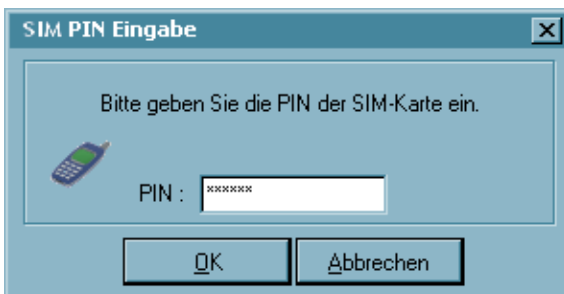 SIM PIN Eingabe
Bitte geben Sie die PIN der SIM-Karte ein.
PIN : ******
OK Abbrechen